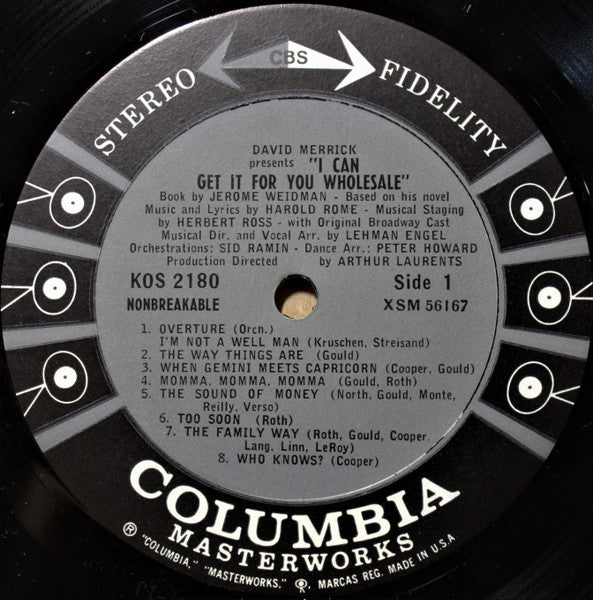 STEREO CBS FIDELITY
DAVID MERRICK
presents "I CAN
GET IT FOR YOU WHOLESALE"
Book by JEROME WEIDMAN - Based on his novel
Music and Lyrics by HAROLD ROME - Musical Staging
by HERBERT ROSS - with Original Broadway Cast
Musical Dir. and Vocal Arr. by LEHMAN ENGEL
Orchestrations: SID RAMIN - Dance Arr.: PETER HOWARD
Production Directed by ARTHUR LAURENTS
KOS 2180 Side 1
NONBREAKABLE XSM 56167
1. OVERTURE (Orch.)
I'M NOT A WELL MAN (Kruschen, Streisand)
2. THE WAY THINGS ARE (Gould)
3. WHEN GEMINI MEETS CAPRICORN (Cooper, Gould)
4. MOMMA, MOMMA, MOMMA (Gould, Roth)
5. THE SOUND OF MONEY (North, Gould, Monte,
Reilly, Verso)
6. TOO SOON (Roth)
7. THE FAMILY WAY (Roth, Gould, Cooper,
Lang, Linn, LeRoy)
8. WHO KNOWS? (Cooper)
COLUMBIA
MASTERWORKS
® "COLUMBIA," "MASTERWORKS," MARCAS REG. MADE IN U.S.A